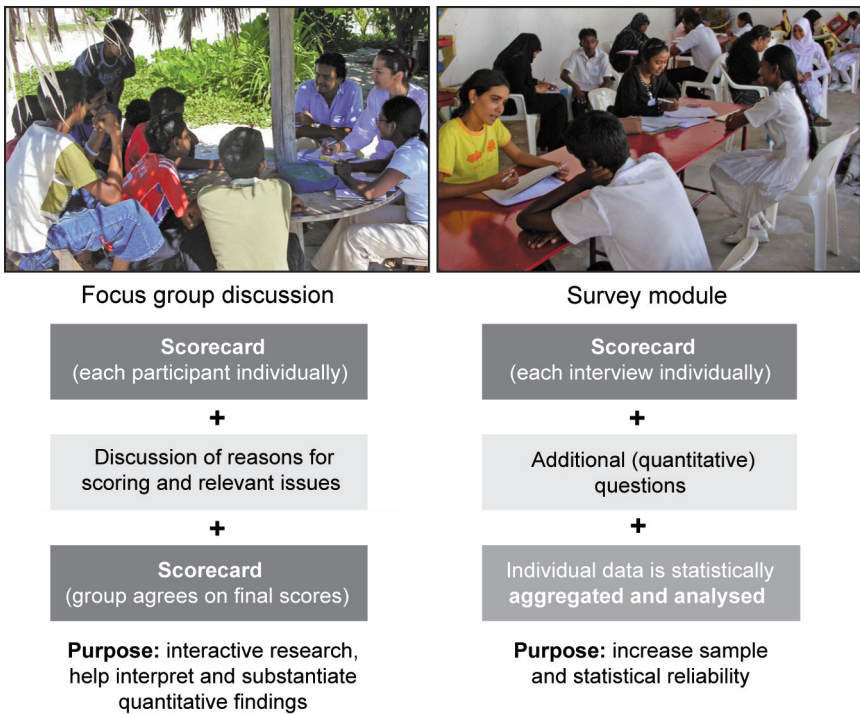 Focus group discussion
Scorecard
(each participant individually)
+
Discussion of reasons for
scoring and relevant issues
+
Scorecard
(group agrees on final scores)
Purpose: interactive research,
help interpret and substantiate
quantitative findings
Survey module
Scorecard
(each interview individually)
+
Additional (quantitative)
questions
+
Individual data is statistically
aggregated and analysed
Purpose: increase sample
and statistical reliability